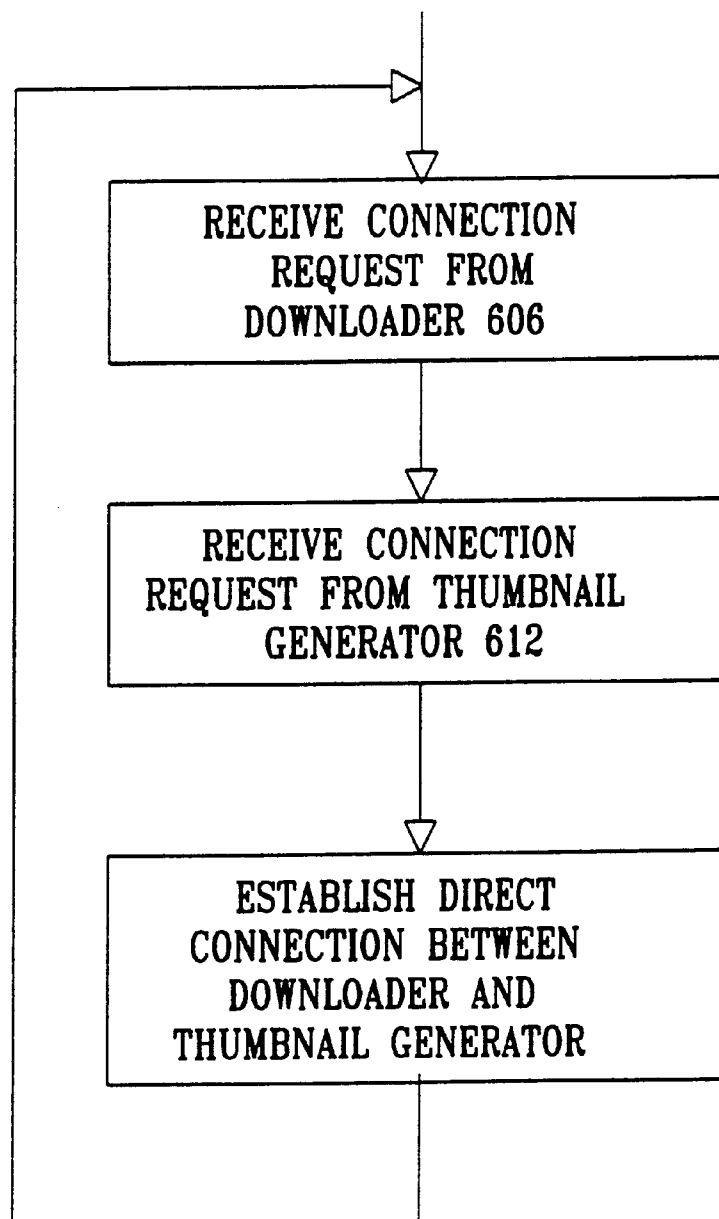 RECEIVE CONNECTION
REQUEST FROM
DOWNLOADER 606
RECEIVE CONNECTION
REQUEST FROM THUMBNAIL
GENERATOR 612
ESTABLISH DIRECT
CONNECTION BETWEEN
DOWNLOADER AND
THUMBNAIL GENERATOR